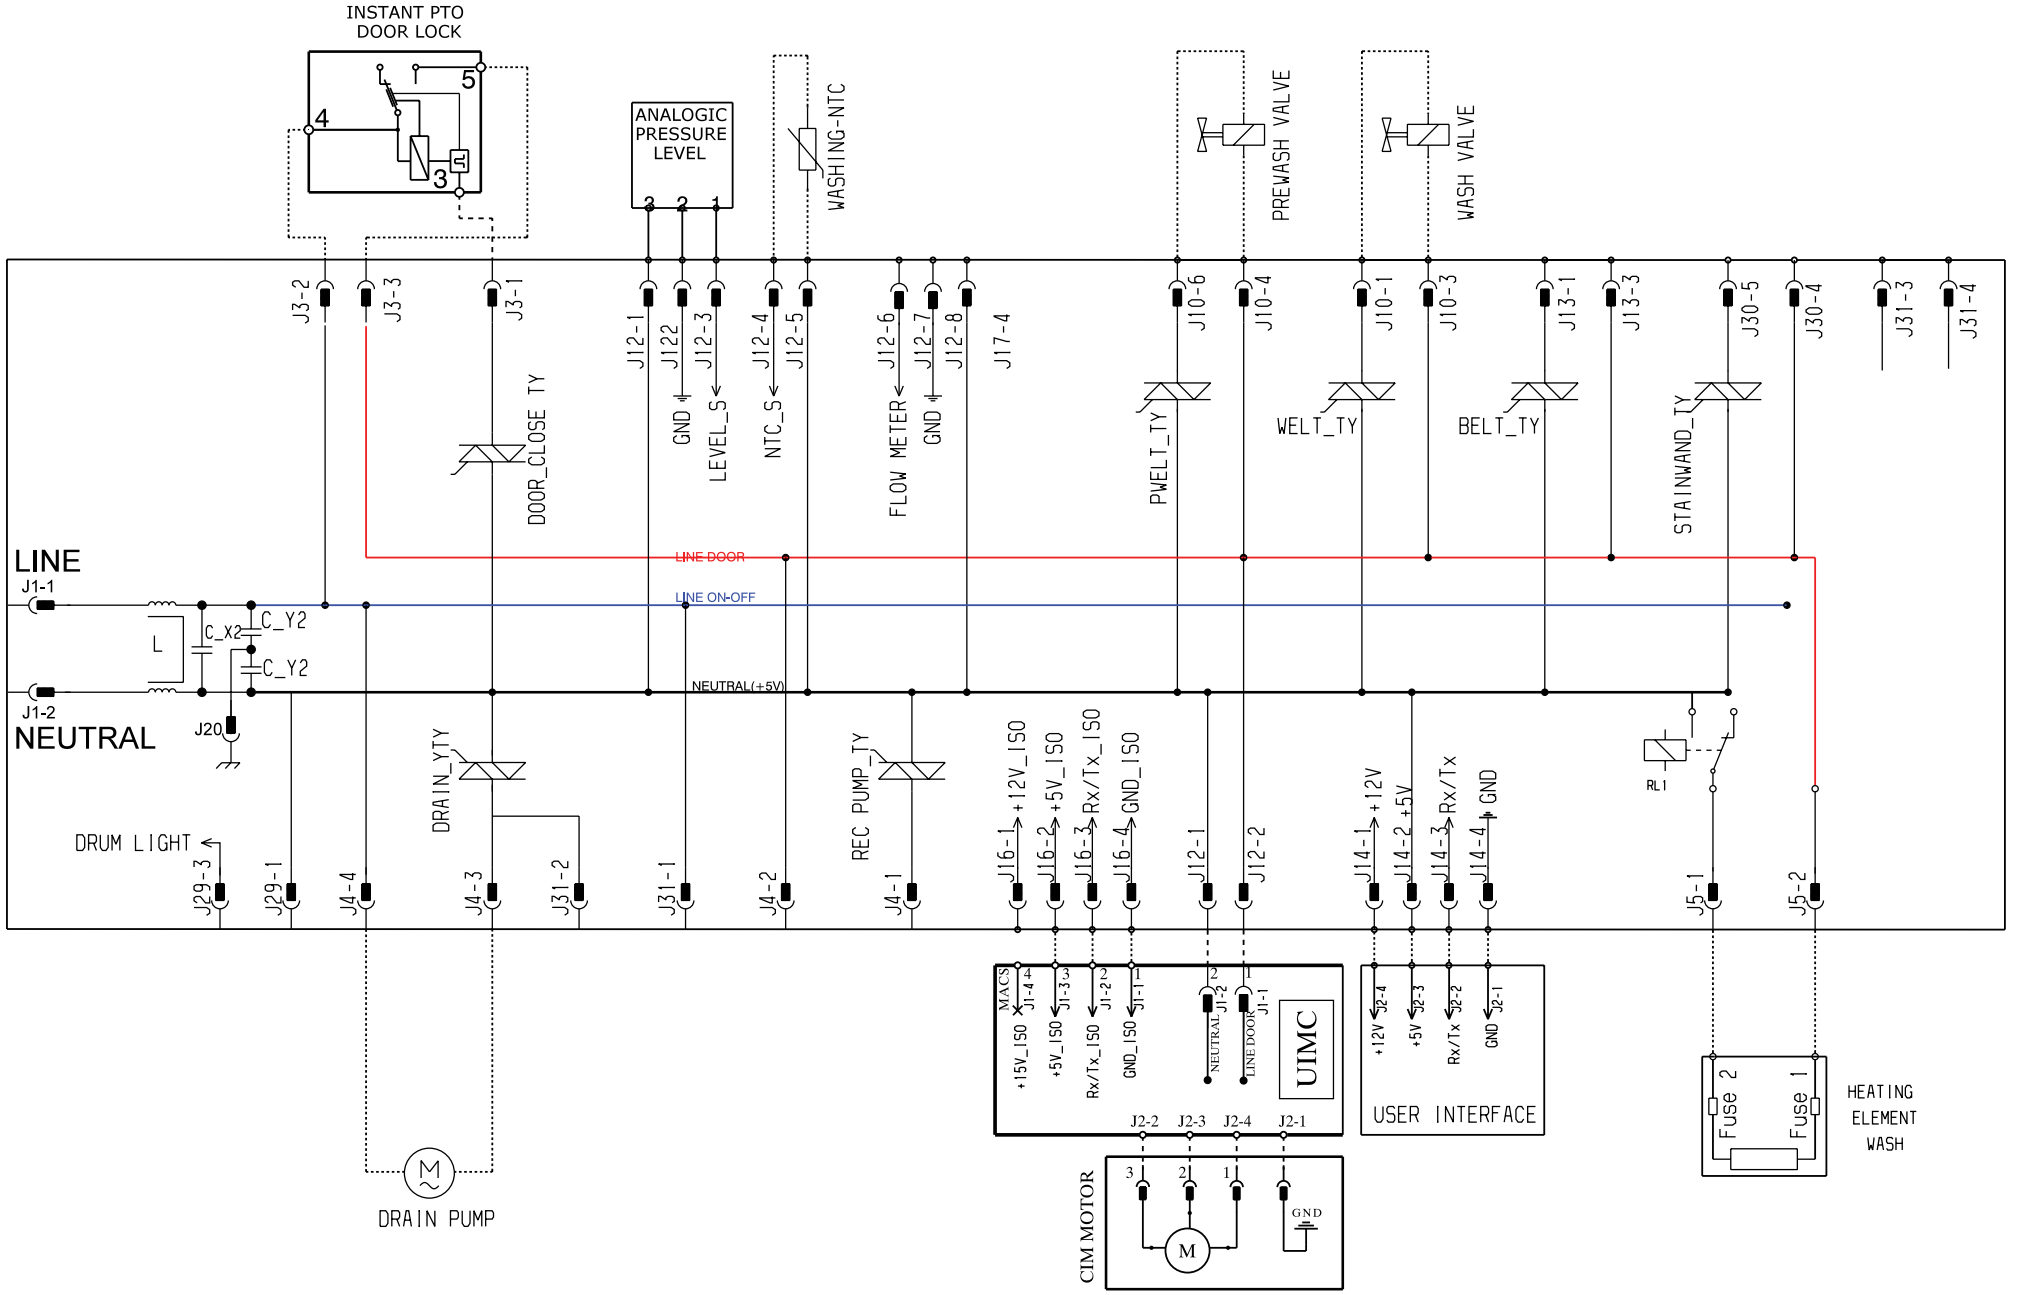 INSTANT PTO
DOOR LOCK
5
4
3
ANALOGIC
PRESSURE
LEVEL
3
2
1
WASHING-NTC
PREWASH VALVE
WASH VALVE
J3-2
J3-3
J3-1
J12-1
J122
J12-3
J12-4
J12-5
J12-6
J12-7
J12-8
J17-4
J10-6
J10-4
J10-1
J10-3
J13-1
J13-3
J30-5
J30-4
J31-3
J31-4
DOOR_CLOSE TY
GND
LEVEL_S
NTC_S
FLOW METER
GND
PWELT_TY
WELT_TY
BELT_TY
STAINWAND_TY
LINE
J1-1
LINE DOOR
LINE ON-OFF
L
C_X2
C_Y2
C_Y2
NEUTRAL(+5V)
J1-2
NEUTRAL
J20
DRAIN_YTY
REC PUMP_TY
+12V_ISO
+5V_ISO
Rx/Tx_ISO
GND_ISO
+12V
+5V
Rx/Tx
GND
RL1
DRUM LIGHT
J29-3
J29-1
J4-4
J4-3
J31-2
J31-1
J4-2
J4-1
J16-1
J16-2
J16-3
J16-4
J12-1
J12-2
J14-1
J14-2
J14-3
J14-4
J5-1
J5-2
MACS
4
3
2
1
2
1
J1-4
J1-3
J1-2
J1-1
J1-2
J1-1
+15V_ISO
+5V_ISO
Rx/Tx_ISO
GND_ISO
NEUTRAL
LINE DOOR
UIMC
J2-4
J2-3
J2-2
J2-1
+12V
+5V
Rx/Tx
GND
USER INTERFACE
J2-2
J2-3
J2-4
J2-1
CIM MOTOR
3
2
1
GND
M
Fuse 2
Fuse 1
HEATING
ELEMENT
WASH
M
DRAIN PUMP